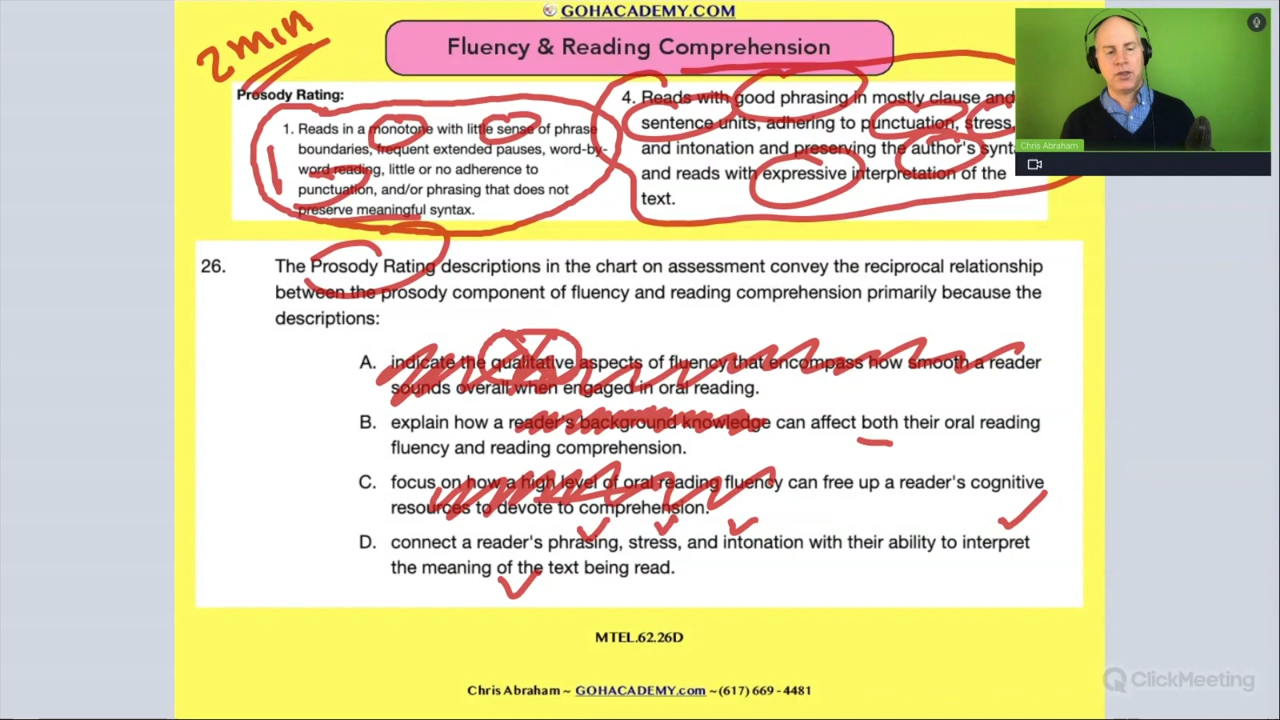 GOHACADEMY.COM
2 min
Fluency & Reading Comprehension
Prosody Rating:
1. Reads in a monotone with little sense of phrase
boundaries, frequent extended pauses, word-by-
word reading, little or no adherence to
punctuation, and/or phrasing that does not
preserve meaningful syntax.
4. Reads with good phrasing in mostly clause and
sentence units, adhering to punctuation, stress,
and intonation and preserving the author's
and reads with expressive interpretation of the
text.
Chris Abraham
26. The Prosody Rating descriptions in the chart on assessment convey the reciprocal relationship
between the prosody component of fluency and reading comprehension primarily because the
descriptions:
A. indicate the qualitative aspects of fluency that encompass how smooth a reader
sounds overall when engaged in oral reading.
B. explain how a reader's background knowledge can affect both their oral reading
fluency and reading comprehension.
C. focus on how a high level of oral reading fluency can free up a reader's cognitive
resources to devote to comprehension.
D. connect a reader's phrasing, stress, and intonation with their ability to interpret
the meaning of the text being read.
MTEL.62.26D
Chris Abraham ~ GOHACADEMY.com ~(617) 669 - 4481
ClickMeeting